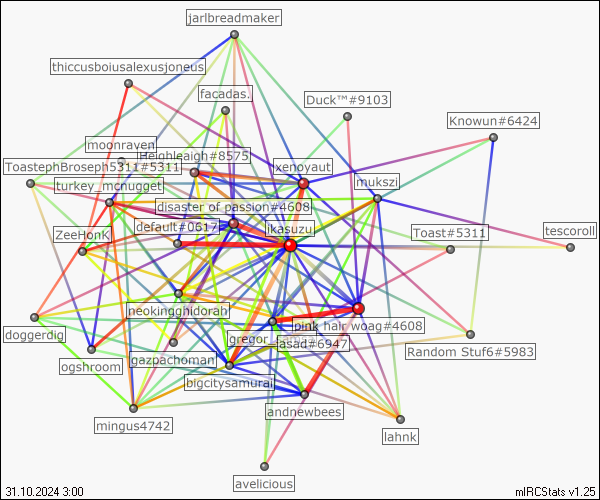 jarlbreadmaker
thiccusboiusalexusjoneus
facadas.
Duck™#9103
Knowun#6424
moonraven
Heighleaigh#8575
ToastephBroseph5311#5311
xenoyaut
turkey_mcnugget
mukszi
disaster of passion#4608
default#0617
ikasuzu
ZeeHonK
Toast#5311
tescoroll
neokingghidorah
pink hair woag#4608
doggerdig
gregor_
asad#6947
ogshroom
gazpachoman
Random Stuf6#5983
bigcitysamurai
andnewbees
mingus4742
lahnk
avelicious
31.10.2024 3:00
mIRCStats v1.25